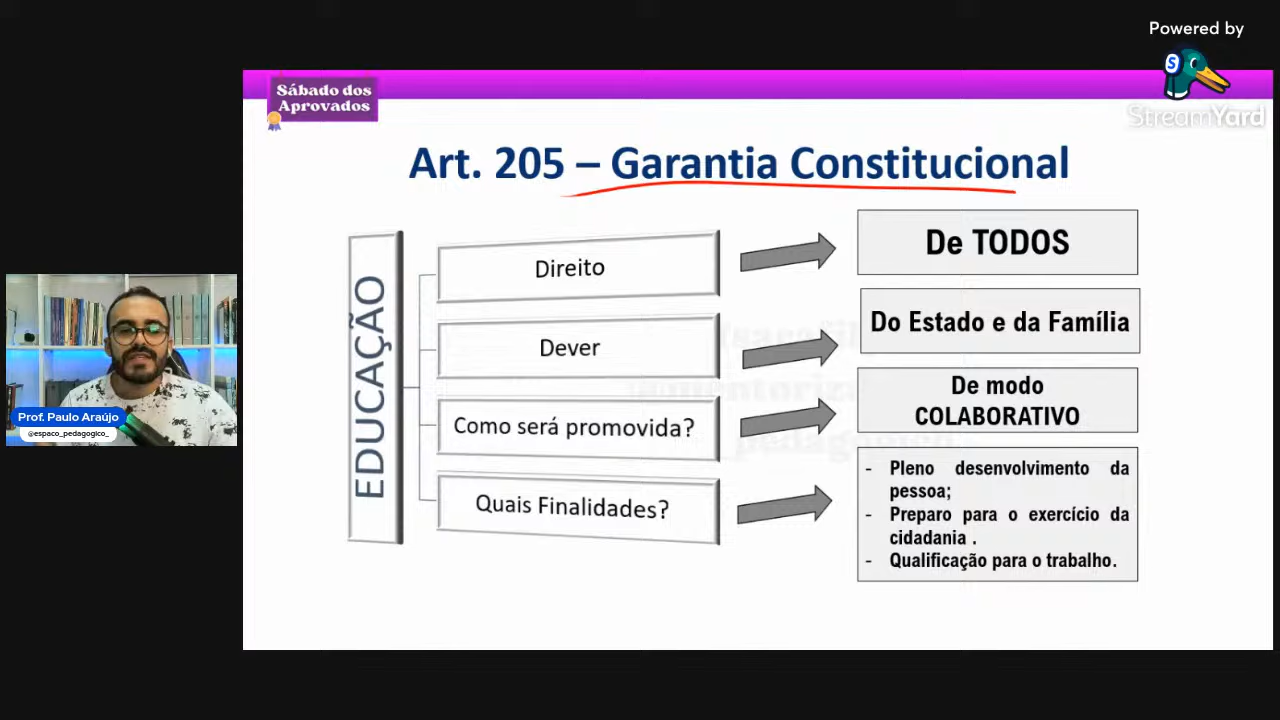 Powered by
StreamYard
Sábado dos
Aprovados
Art. 205 – Garantia Constitucional
EDUCAÇÃO
Direito
De TODOS
Dever
Do Estado e da Família
Como será promovida?
De modo
COLABORATIVO
Quais Finalidades?
- Pleno desenvolvimento da
pessoa;
- Preparo para o exercício da
cidadania .
- Qualificação para o trabalho.
Prof. Paulo Araújo
@espaco_pedagogico_